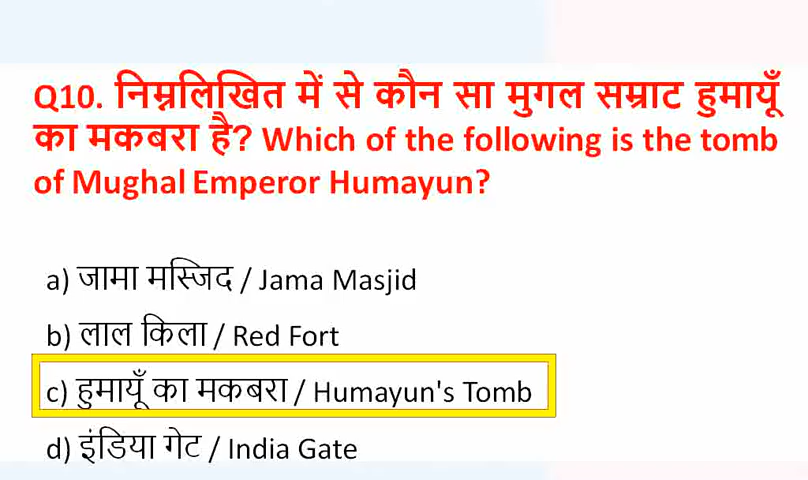 Q10. निम्नलिखित में से कौन सा मुगल सम्राट हुमायूँ
का मकबरा है? Which of the following is the tomb
of Mughal Emperor Humayun?
a) जामा मस्जिद / Jama Masjid
b) लाल किला / Red Fort
c) हुमायूँ का मकबरा / Humayun's Tomb
d) इंडिया गेट / India Gate